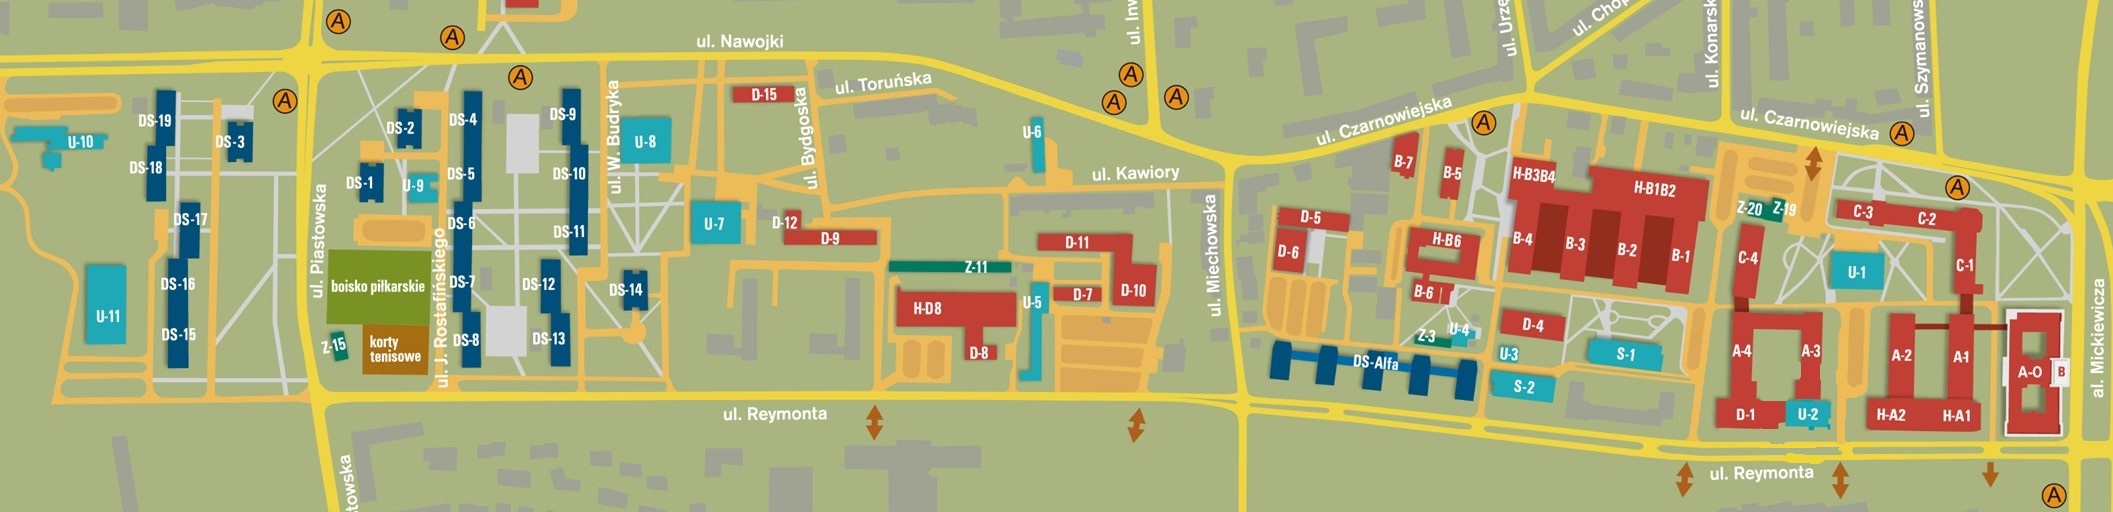 A
A
A
A
A
A
A
A
A
A
A
A
ul. Nawojki
ul. Toruńska
ul. Kawiory
ul. Czarnowiejska
ul. Czarnowiejska
ul. Inw
ul. Urzę
ul. Chop
ul. Konarsk
ul. Szymanows
ul. Piastowska
ul. J. Rostafińskiego
ul. W. Budryka
ul. Bydgoska
ul. Miechowska
al. Mickiewicza
ul. Reymonta
ul. Reymonta
towska
U-10
DS-19
DS-18
DS-3
DS-17
DS-16
DS-15
U-11
DS-2
DS-1
U-9
boisko piłkarskie
Z-15
korty
tenisowe
DS-4
DS-5
DS-6
DS-7
DS-8
DS-9
DS-10
DS-11
DS-12
DS-13
DS-14
U-8
U-7
D-15
D-12
D-9
Z-11
H-D8
D-8
U-6
U-5
D-11
D-7
D-10
D-5
D-6
B-7
B-5
H-B6
B-6
Z-3
U-4
U-3
DS-Alfa
S-2
D-4
S-1
H-B3B4
H-B1B2
B-4
B-3
B-2
B-1
Z-20
Z-19
C-4
C-3
C-2
C-1
U-1
A-4
A-3
D-1
U-2
A-2
A1
H-A2
H-A1
A-O
B